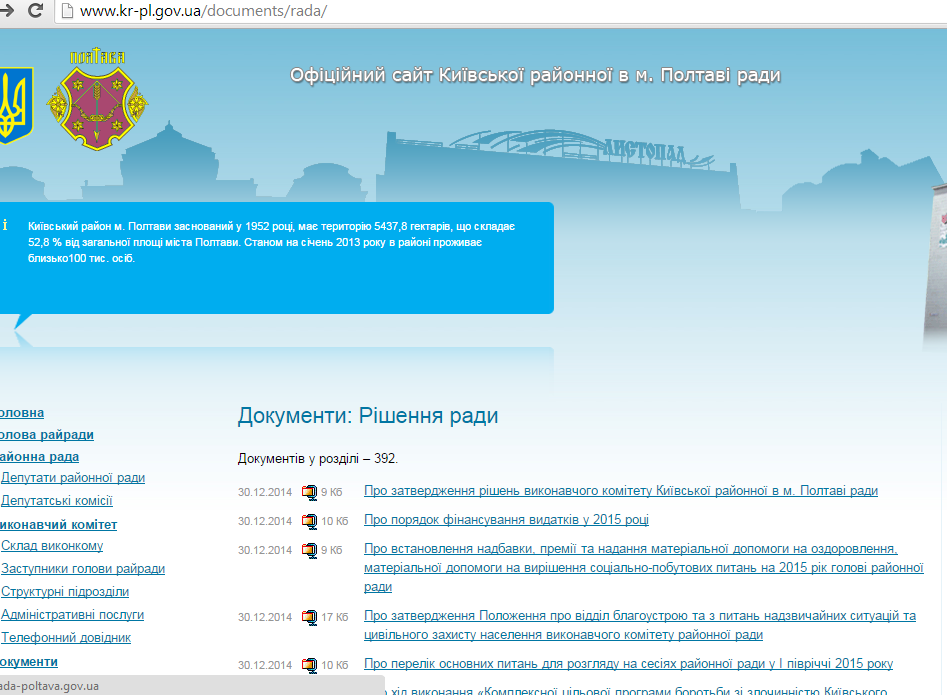 www.kr-pl.gov.ua/documents/rada/
ПОЛТАВА
Офіційний сайт Київської районної в м. Полтаві ради
ЛИСТОПАД
Київський район м. Полтави заснований у 1952 році, має територію 5437,8 гектарів, що складає
52,8 % від загальної площі міста Полтави. Станом на січень 2013 року в районі проживає
близько100 тис. осіб.
оловна
олова райради
айонна рада
Депутати районної ради
Депутатські комісії
иконавчий комітет
Склад виконкому
Заступники голови райради
Структурні підрозділи
Адміністративні послуги
Телефонний довідник
окументи
ada-poltava.gov.ua
Документи: Рішення ради
Документів у розділі – 392.
30.12.2014 9 Кб Про затвердження рішень виконавчого комітету Київської районної в м. Полтаві ради
30.12.2014 10 Кб Про порядок фінансування видатків у 2015 році
30.12.2014 9 Кб Про встановлення надбавки, премії та надання матеріальної допомоги на оздоровлення,
матеріальної допомоги на вирішення соціально-побутових питань на 2015 рік голові районної
ради
30.12.2014 17 Кб Про затвердження Положення про відділ благоустрою та з питань надзвичайних ситуацій та
цивільного захисту населення виконавчого комітету районної ради
30.12.2014 10 Кб Про перелік основних питань для розгляду на сесіях районної ради у І півріччі 2015 року
о хід виконання «Комплексної цільової програми боротьби зі злочинністю Київського